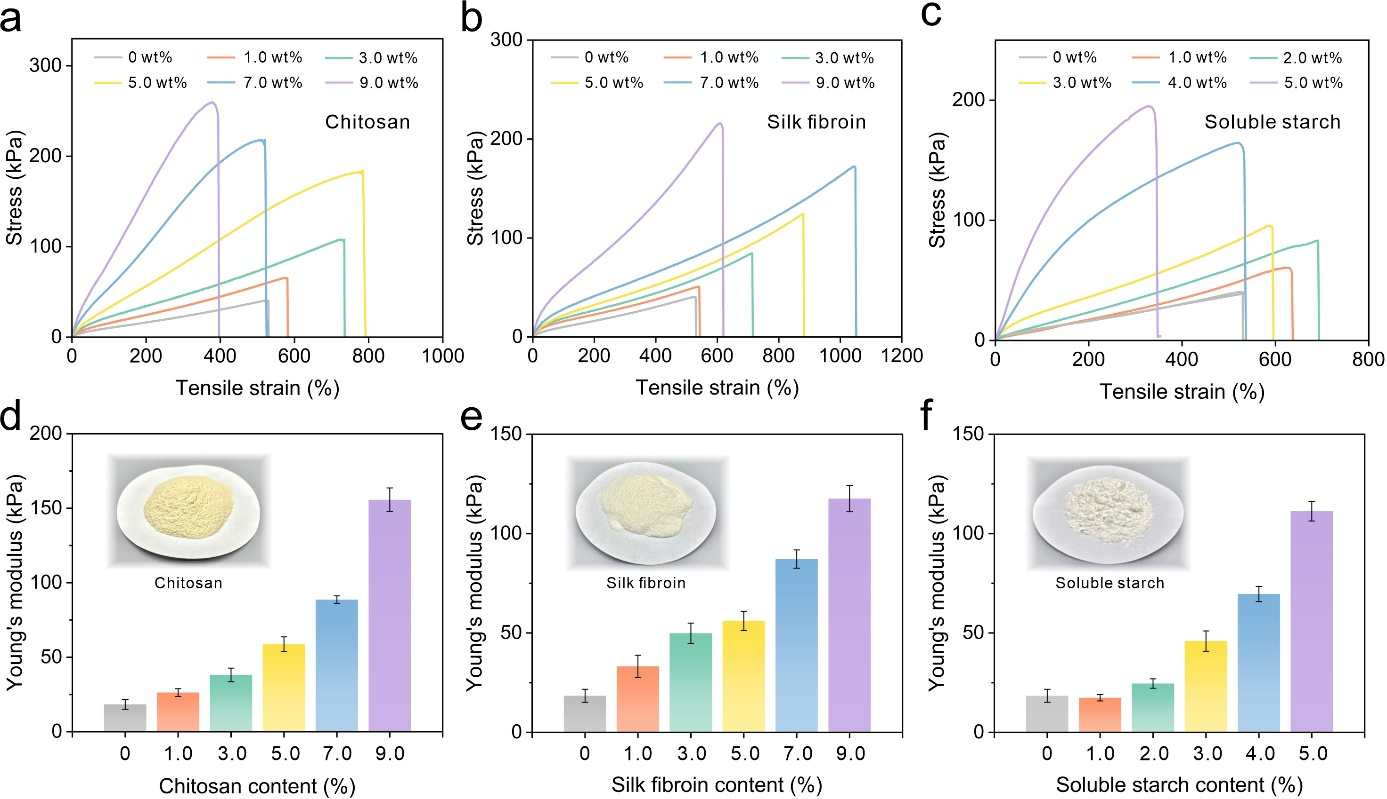 a
0 wt% 1.0 wt% 3.0 wt%
5.0 wt% 7.0 wt% 9.0 wt%
Chitosan
Stress (kPa)
300
200
100
0
0 200 400 600 800 1000
Tensile strain (%)
b
0 wt% 1.0 wt% 3.0 wt%
5.0 wt% 7.0 wt% 9.0 wt%
Silk fibroin
Stress (kPa)
300
200
100
0
0 200 400 600 800 1000 1200
Tensile strain (%)
c
0 wt% 1.0 wt% 2.0 wt%
3.0 wt% 4.0 wt% 5.0 wt%
Soluble starch
Stress (kPa)
200
100
0
0 200 400 600 800
Tensile strain (%)
d
Young's modulus (kPa)
200
150
100
50
0
Chitosan
0 1.0 3.0 5.0 7.0 9.0
Chitosan content (%)
e
Young's modulus (kPa)
150
100
50
0
Silk fibroin
0 1.0 3.0 5.0 7.0 9.0
Silk fibroin content (%)
f
Young's modulus (kPa)
150
100
50
0
Soluble starch
0 1.0 2.0 3.0 4.0 5.0
Soluble starch content (%)